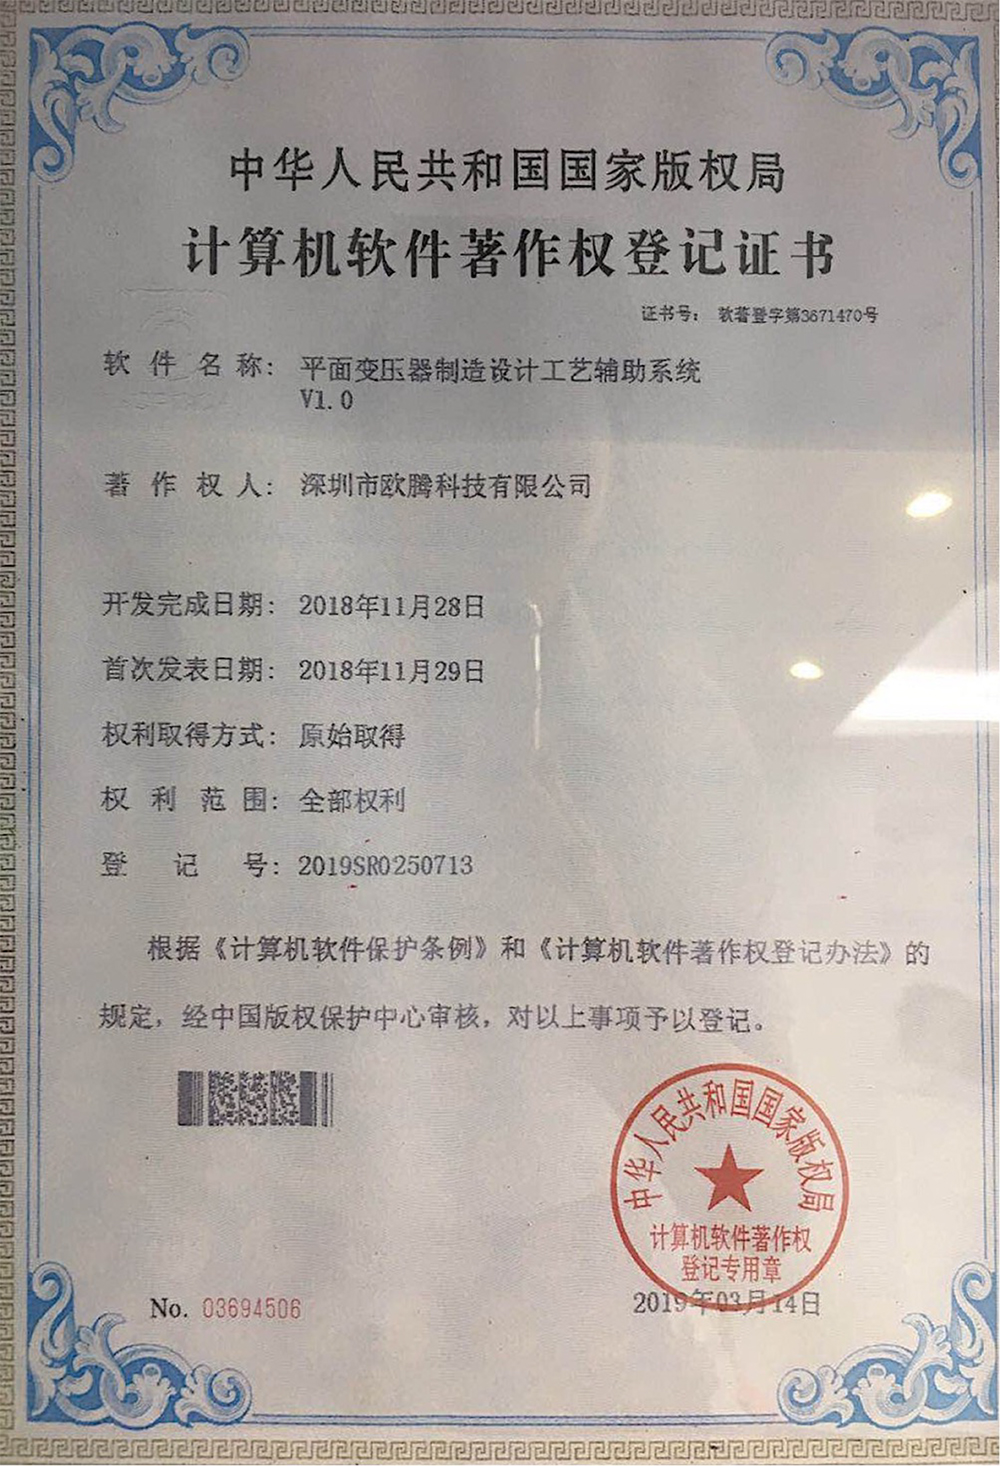 中华人民共和国国家版权局
计算机软件著作权登记证书
证书号： 软著登字第3671470号
软件名称： 平面变压器制造设计工艺辅助系统
V1.0
著作权人： 深圳市欧腾科技有限公司
开发完成日期： 2018年11月28日
首次发表日期： 2018年11月29日
权利取得方式： 原始取得
权利范围： 全部权利
登记号： 2019SR0250713
根据《计算机软件保护条例》和《计算机软件著作权登记办法》的
规定，经中国版权保护中心审核，对以上事项予以登记。
中华人民共和国国家版权局
计算机软件著作权
登记专用章
No. 03694506
2019年03月14日